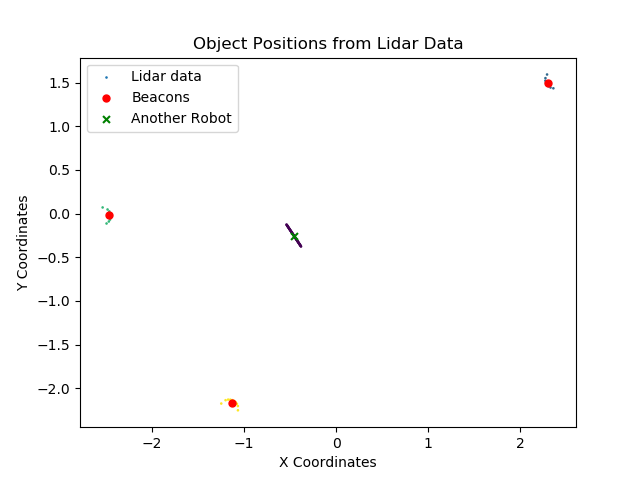 Object Positions from Lidar Data
Lidar data
Beacons
Another Robot
1.5
1.0
0.5
0.0
−0.5
−1.0
−1.5
−2.0
Y Coordinates
−2
−1
0
1
2
X Coordinates